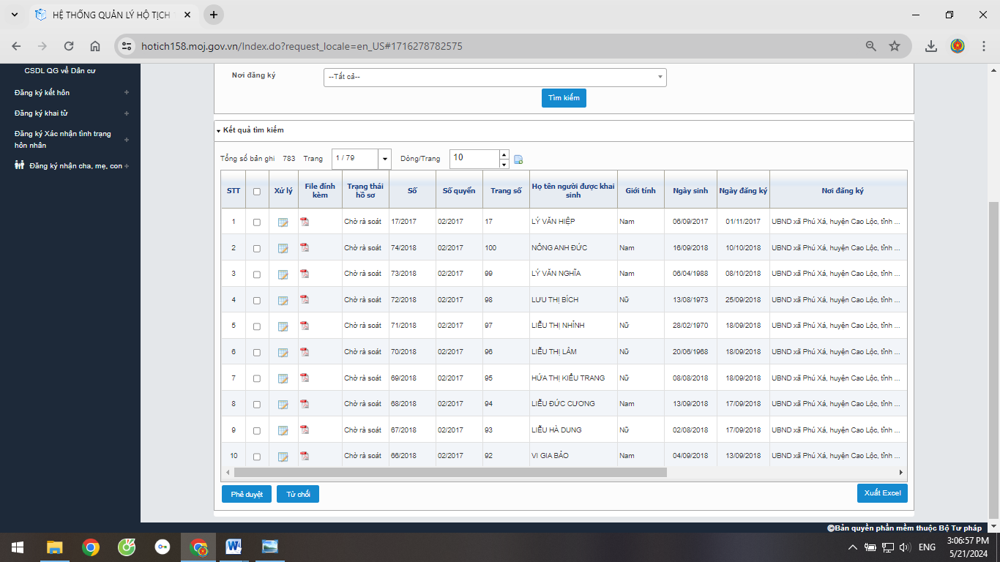 HỆ THỐNG QUẢN LÝ HỘ TỊCH
hotich158.moj.gov.vn/Index.do?request_locale=en_US#1716278782575
CSDL QG về Dân cư
Đăng ký kết hôn +
Đăng ký khai tử +
Đăng ký Xác nhận tình trạng
hôn nhân +
Đăng ký nhận cha, mẹ, con +
Nơi đăng ký --Tất cả--
Tìm kiếm
Kết quả tìm kiếm
Tổng số bản ghi 783 Trang 1 / 79 Dòng/Trang 10
STT Xử lý File đính kèm Trạng thái hồ sơ Số Số quyển Trang số Họ tên người được khai sinh Giới tính Ngày sinh Ngày đăng ký Nơi đăng ký
1 Chờ rà soát 17/2017 02/2017 17 LÝ VĂN HIỆP Nam 06/09/2017 01/11/2017 UBND xã Phú Xá, huyện Cao Lộc, tỉnh ...
2 Chờ rà soát 74/2018 02/2017 100 NÔNG ANH ĐỨC Nam 16/09/2018 10/10/2018 UBND xã Phú Xá, huyện Cao Lộc, tỉnh ...
3 Chờ rà soát 73/2018 02/2017 99 LÝ VĂN NGHĨA Nam 06/04/1988 08/10/2018 UBND xã Phú Xá, huyện Cao Lộc, tỉnh ...
4 Chờ rà soát 72/2018 02/2017 98 LƯU THỊ BÍCH Nữ 13/08/1973 25/09/2018 UBND xã Phú Xá, huyện Cao Lộc, tỉnh ...
5 Chờ rà soát 71/2018 02/2017 97 LIỄU THỊ NHÌNH Nữ 28/02/1970 18/09/2018 UBND xã Phú Xá, huyện Cao Lộc, tỉnh ...
6 Chờ rà soát 70/2018 02/2017 96 LIỄU THỊ LÂM Nữ 20/06/1968 18/09/2018 UBND xã Phú Xá, huyện Cao Lộc, tỉnh ...
7 Chờ rà soát 69/2018 02/2017 95 HỨA THỊ KIỀU TRANG Nữ 08/08/2018 18/09/2018 UBND xã Phú Xá, huyện Cao Lộc, tỉnh ...
8 Chờ rà soát 68/2018 02/2017 94 LIỄU ĐỨC CƯƠNG Nam 13/09/2018 17/09/2018 UBND xã Phú Xá, huyện Cao Lộc, tỉnh ...
9 Chờ rà soát 67/2018 02/2017 93 LIỄU HÀ DUNG Nữ 02/08/2018 17/09/2018 UBND xã Phú Xá, huyện Cao Lộc, tỉnh ...
10 Chờ rà soát 66/2018 02/2017 92 VI GIA BẢO Nam 04/09/2018 13/09/2018 UBND xã Phú Xá, huyện Cao Lộc, tỉnh ...
Phê duyệt Từ chối Xuất Excel
©Bản quyền phần mềm thuộc Bộ Tư pháp
ENG 3:06:57 PM
5/21/2024